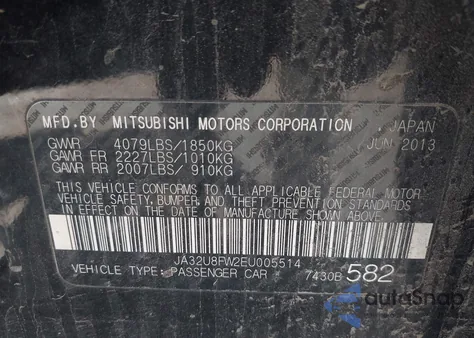 MFD.BY MITSUBISHI MOTORS CORPORATION JAPAN
GVWR 4079LBS/1850KG JUN 2013
GAWR FR 2227LBS/1010KG
GAWR RR 2007LBS/ 910KG
THIS VEHICLE CONFORMS TO ALL APPLICABLE FEDERAL MOTOR
VEHICLE SAFETY, BUMPER, AND THEFT PREVENTION STANDARDS
IN EFFECT ON THE DATE OF MANUFACTURE SHOWN ABOVE.
JA32U8FW2EU005514
VEHICLE TYPE: PASSENGER CAR 7430B 582
autoSnap